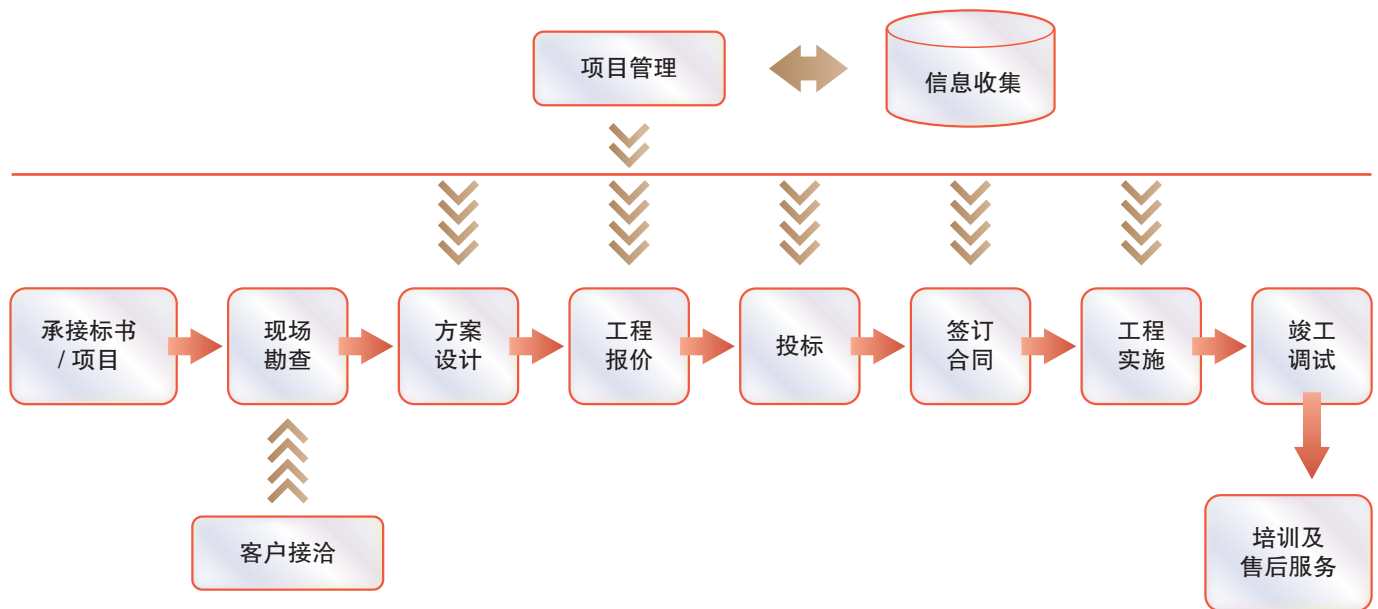 项目管理
信息收集
承接标书
/ 项目
现场
勘查
方案
设计
工程
报价
投标
签订
合同
工程
实施
竣工
调试
客户接洽
培训及
售后服务